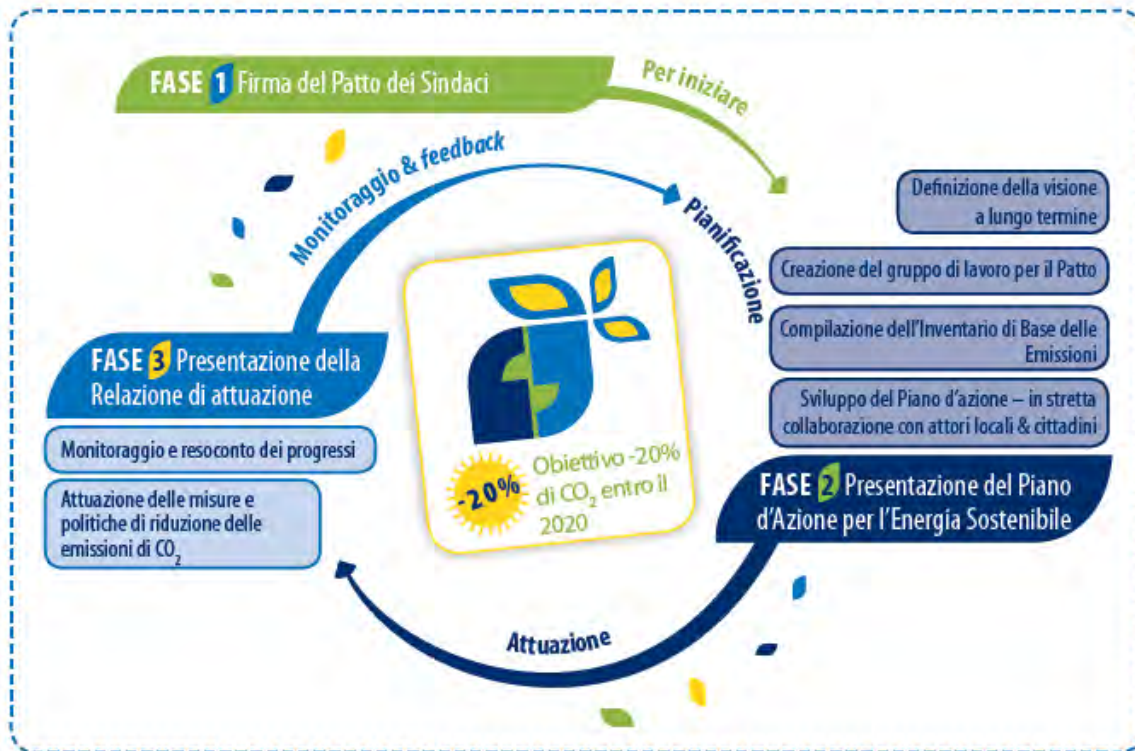 FASE 1 Firma del Patto dei Sindaci
Per iniziare
Monitoraggio & feedback
Pianificazione
Definizione della visione
a lungo termine
Creazione del gruppo di lavoro per il Patto
Compilazione dell'Inventario di Base delle
Emissioni
Sviluppo del Piano d'azione – in stretta
collaborazione con attori locali & cittadini
FASE 2 Presentazione del Piano
d'Azione per l'Energia Sostenibile
Attuazione
FASE 3 Presentazione della
Relazione di attuazione
Monitoraggio e resoconto dei progressi
Attuazione delle misure e
politiche di riduzione delle
emissioni di CO₂
-20%
Obiettivo -20%
di CO₂ entro il
2020